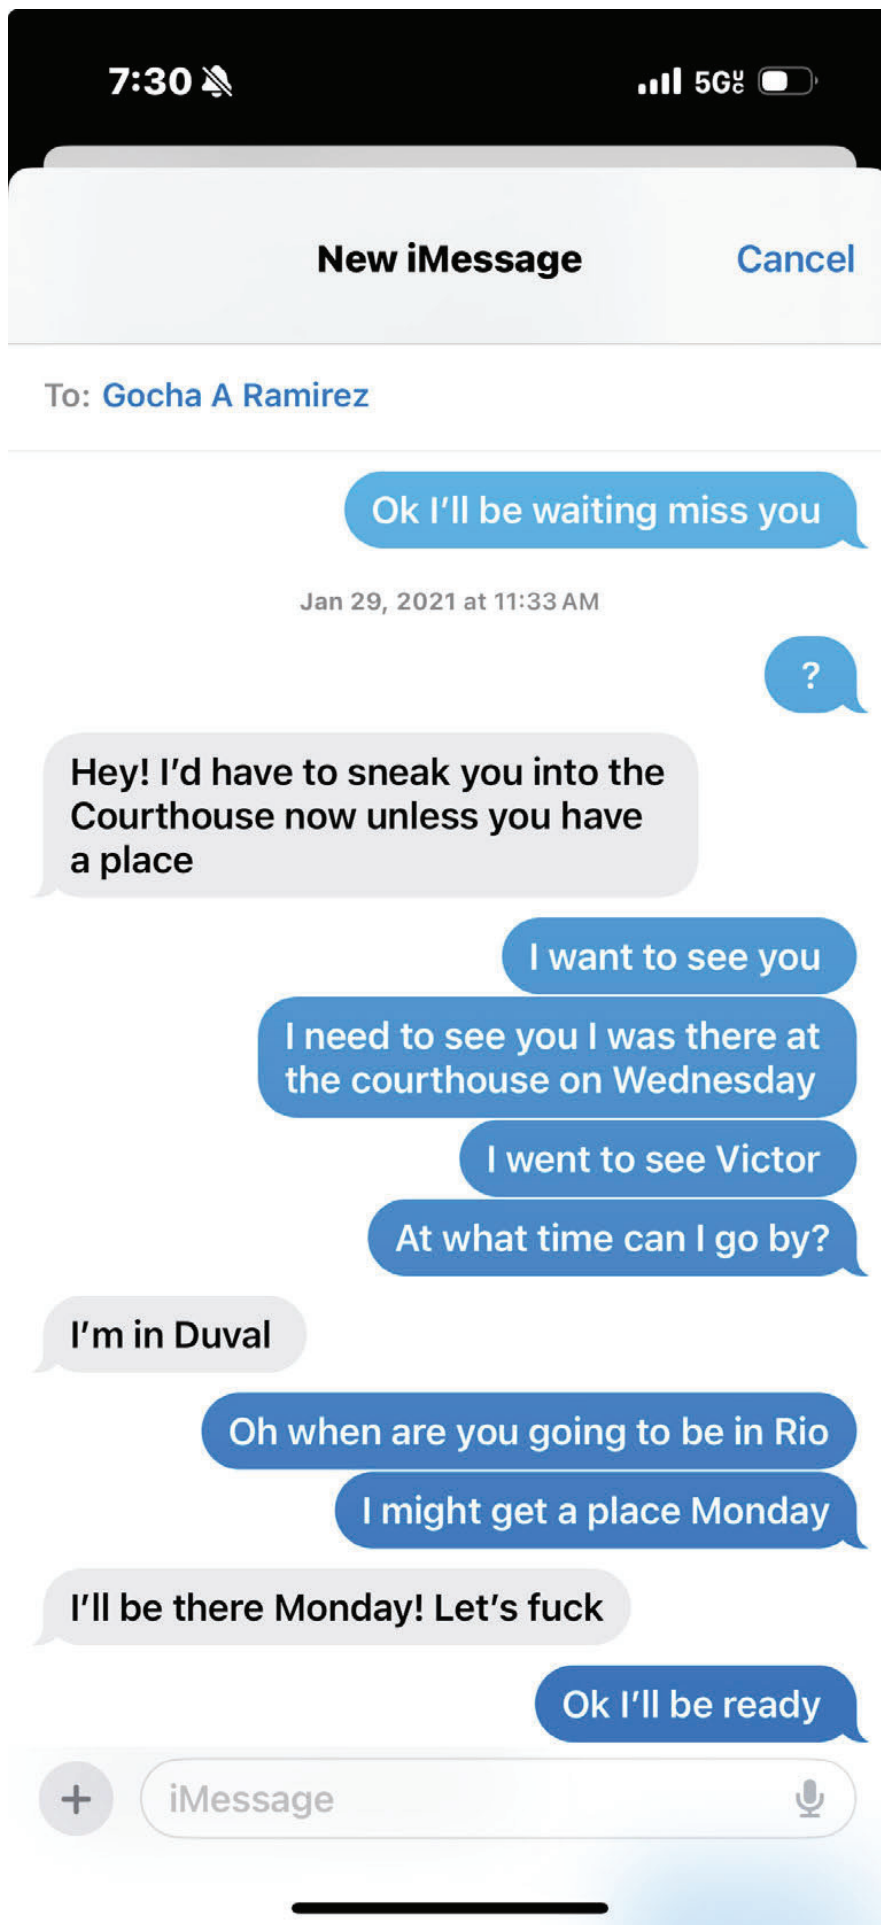 7:30 5G
New iMessage Cancel
To: Gocha A Ramirez
Ok I'll be waiting miss you
Jan 29, 2021 at 11:33 AM
?
Hey! I'd have to sneak you into the
Courthouse now unless you have
a place
I want to see you
I need to see you I was there at
the courthouse on Wednesday
I went to see Victor
At what time can I go by?
I'm in Duval
Oh when are you going to be in Rio
I might get a place Monday
I'll be there Monday! Let's fuck
Ok I'll be ready
+ iMessage